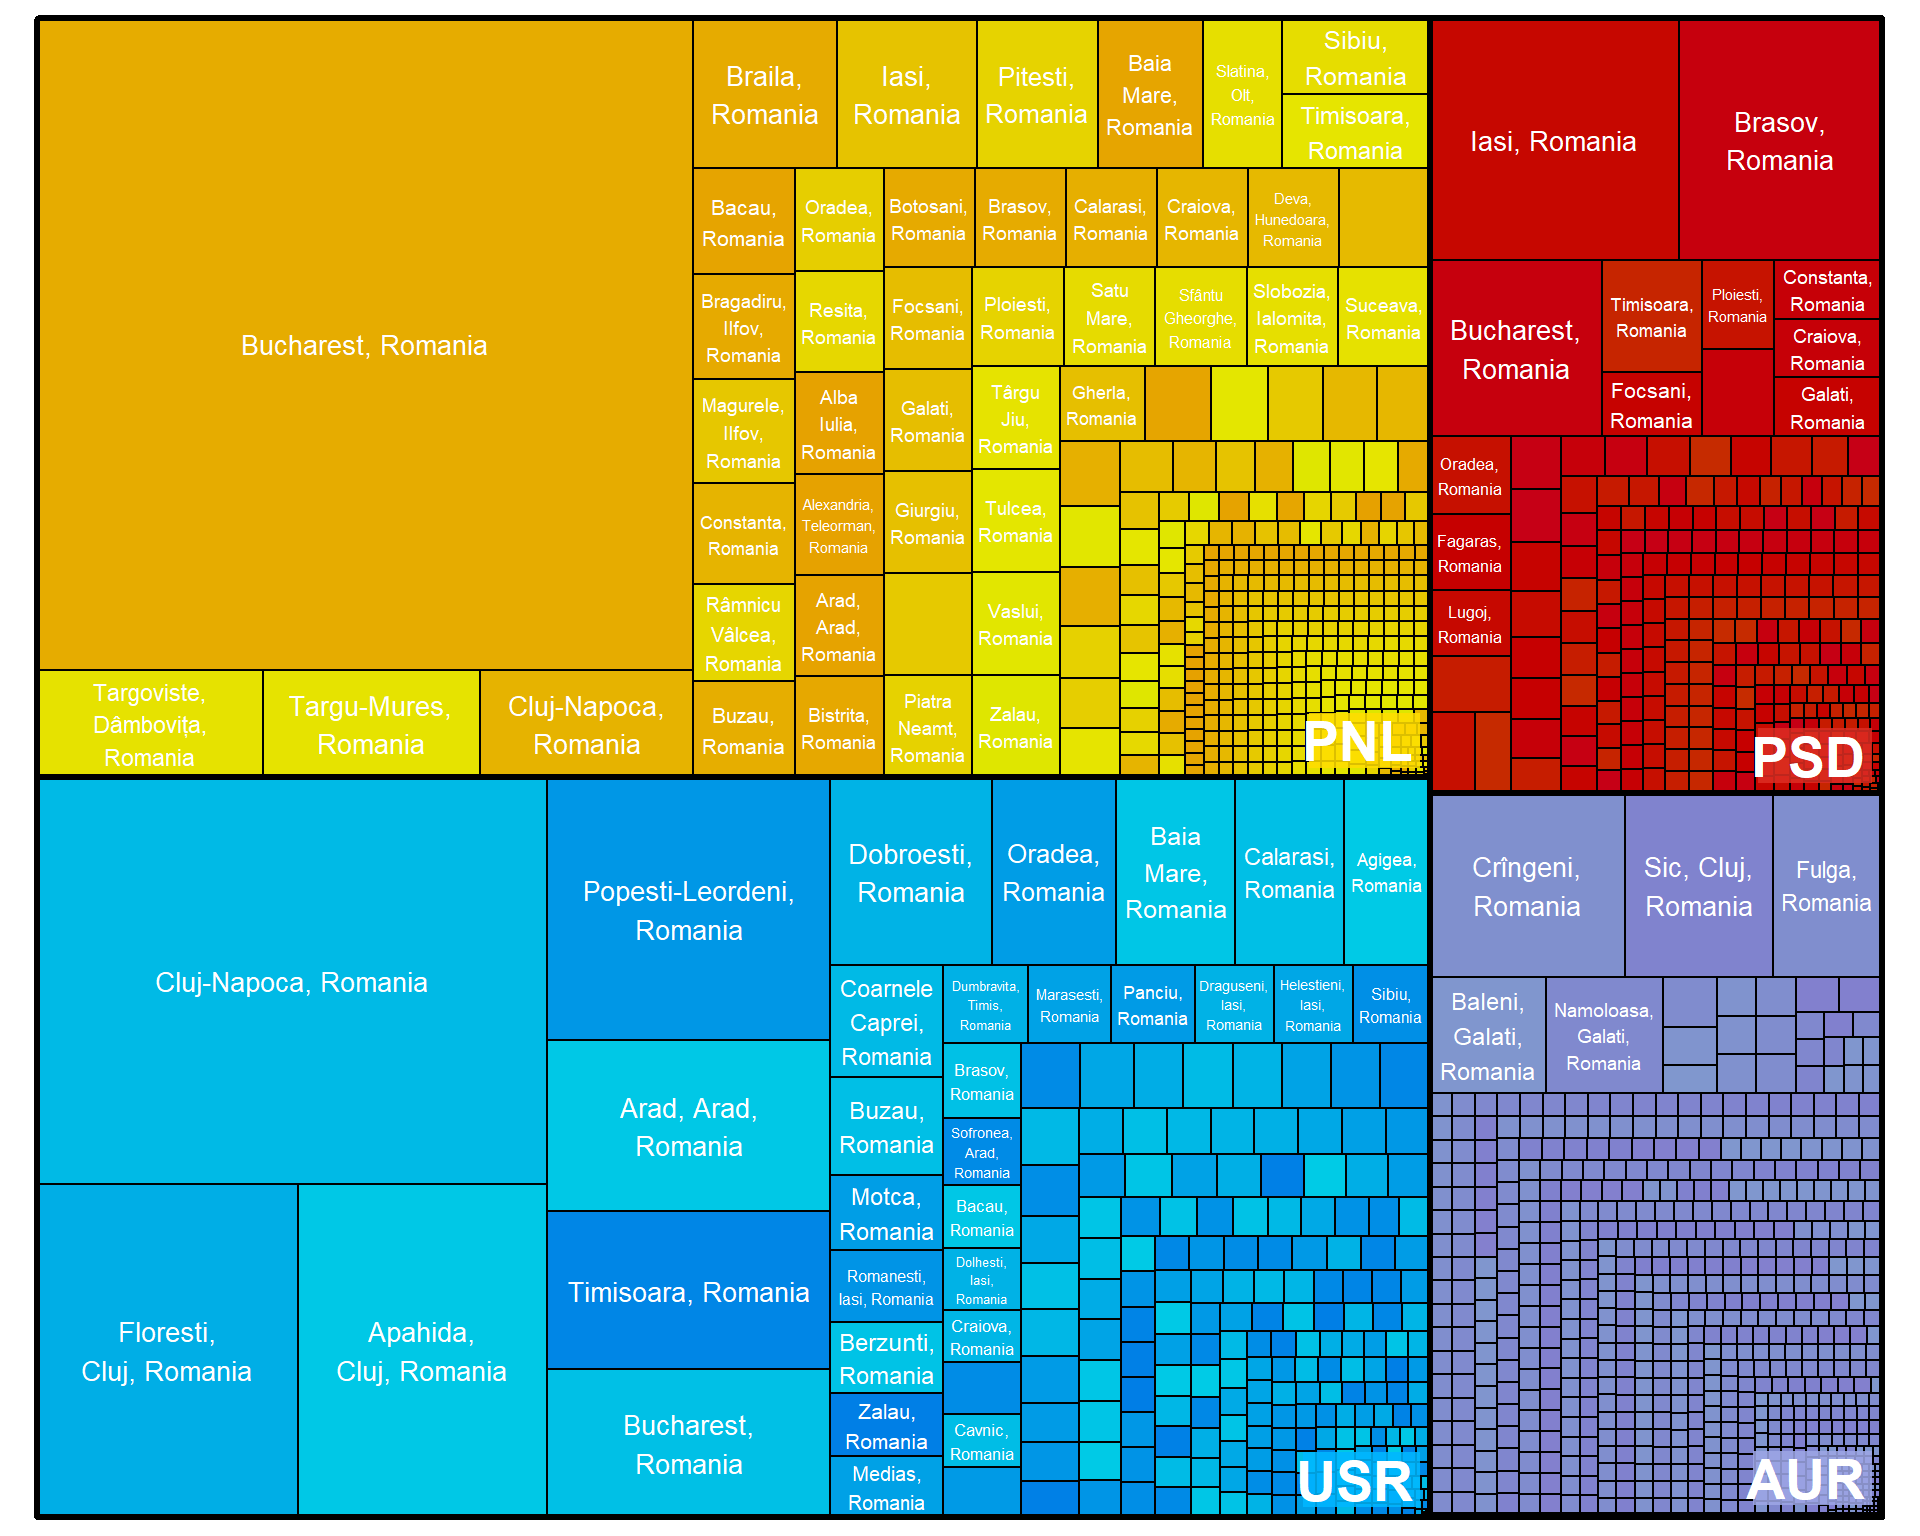 Bucharest, Romania
Targoviste,
Dâmbovița,
Romania
Targu-Mures,
Romania
Cluj-Napoca,
Romania
Braila,
Romania
Iasi,
Romania
Pitesti,
Romania
Baia
Mare,
Romania
Slatina,
Olt,
Romania
Sibiu,
Romania
Timisoara,
Romania
Bacau,
Romania
Oradea,
Romania
Botosani,
Romania
Brasov,
Romania
Calarasi,
Romania
Craiova,
Romania
Deva,
Hunedoara,
Romania
Bragadiru,
Ilfov,
Romania
Resita,
Romania
Focsani,
Romania
Ploiesti,
Romania
Satu
Mare,
Romania
Sfântu
Gheorghe,
Romania
Slobozia,
Ialomita,
Romania
Suceava,
Romania
Magurele,
Ilfov,
Romania
Alba
Iulia,
Romania
Galati,
Romania
Târgu
Jiu,
Romania
Gherla,
Romania
Constanta,
Romania
Alexandria,
Teleorman,
Romania
Giurgiu,
Romania
Tulcea,
Romania
Râmnicu
Vâlcea,
Romania
Arad,
Arad,
Romania
Vaslui,
Romania
Buzau,
Romania
Bistrita,
Romania
Piatra
Neamt,
Romania
Zalau,
Romania
PNL
Iasi, Romania
Brasov,
Romania
Bucharest,
Romania
Timisoara,
Romania
Ploiesti,
Romania
Constanta,
Romania
Craiova,
Romania
Focsani,
Romania
Galati,
Romania
Oradea,
Romania
Fagaras,
Romania
Lugoj,
Romania
PSD
Cluj-Napoca, Romania
Floresti,
Cluj, Romania
Apahida,
Cluj, Romania
Popesti-Leordeni,
Romania
Arad, Arad,
Romania
Timisoara, Romania
Bucharest,
Romania
Dobroesti,
Romania
Oradea,
Romania
Baia
Mare,
Romania
Calarasi,
Romania
Agigea,
Romania
Coarnele
Caprei,
Romania
Dumbravita,
Timis,
Romania
Marasesti,
Romania
Panciu,
Romania
Draguseni,
Iasi,
Romania
Helestieni,
Iasi,
Romania
Sibiu,
Romania
Buzau,
Romania
Brasov,
Romania
Sofronea,
Arad,
Romania
Motca,
Romania
Bacau,
Romania
Romanesti,
Iasi, Romania
Dolhesti,
Iasi,
Romania
Berzunti,
Romania
Craiova,
Romania
Zalau,
Romania
Cavnic,
Romania
Medias,
Romania
USR
Crîngeni,
Romania
Sic, Cluj,
Romania
Fulga,
Romania
Baleni,
Galati,
Romania
Namoloasa,
Galati,
Romania
AUR